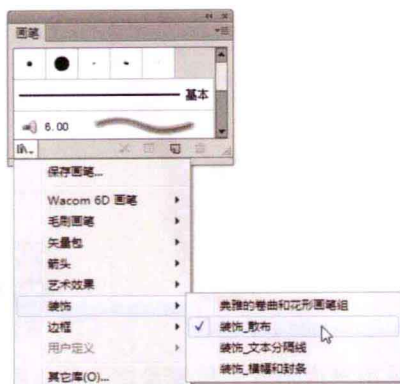 画笔
基本
6.00
保存画笔...
Wacom 6D 画笔
毛刷画笔
矢量包
箭头
艺术效果
装饰
典雅的卷曲和花形画笔组
装饰_散布
装饰_文本分隔线
装饰_横幅和封条
边框
用户定义
其它库(O)...